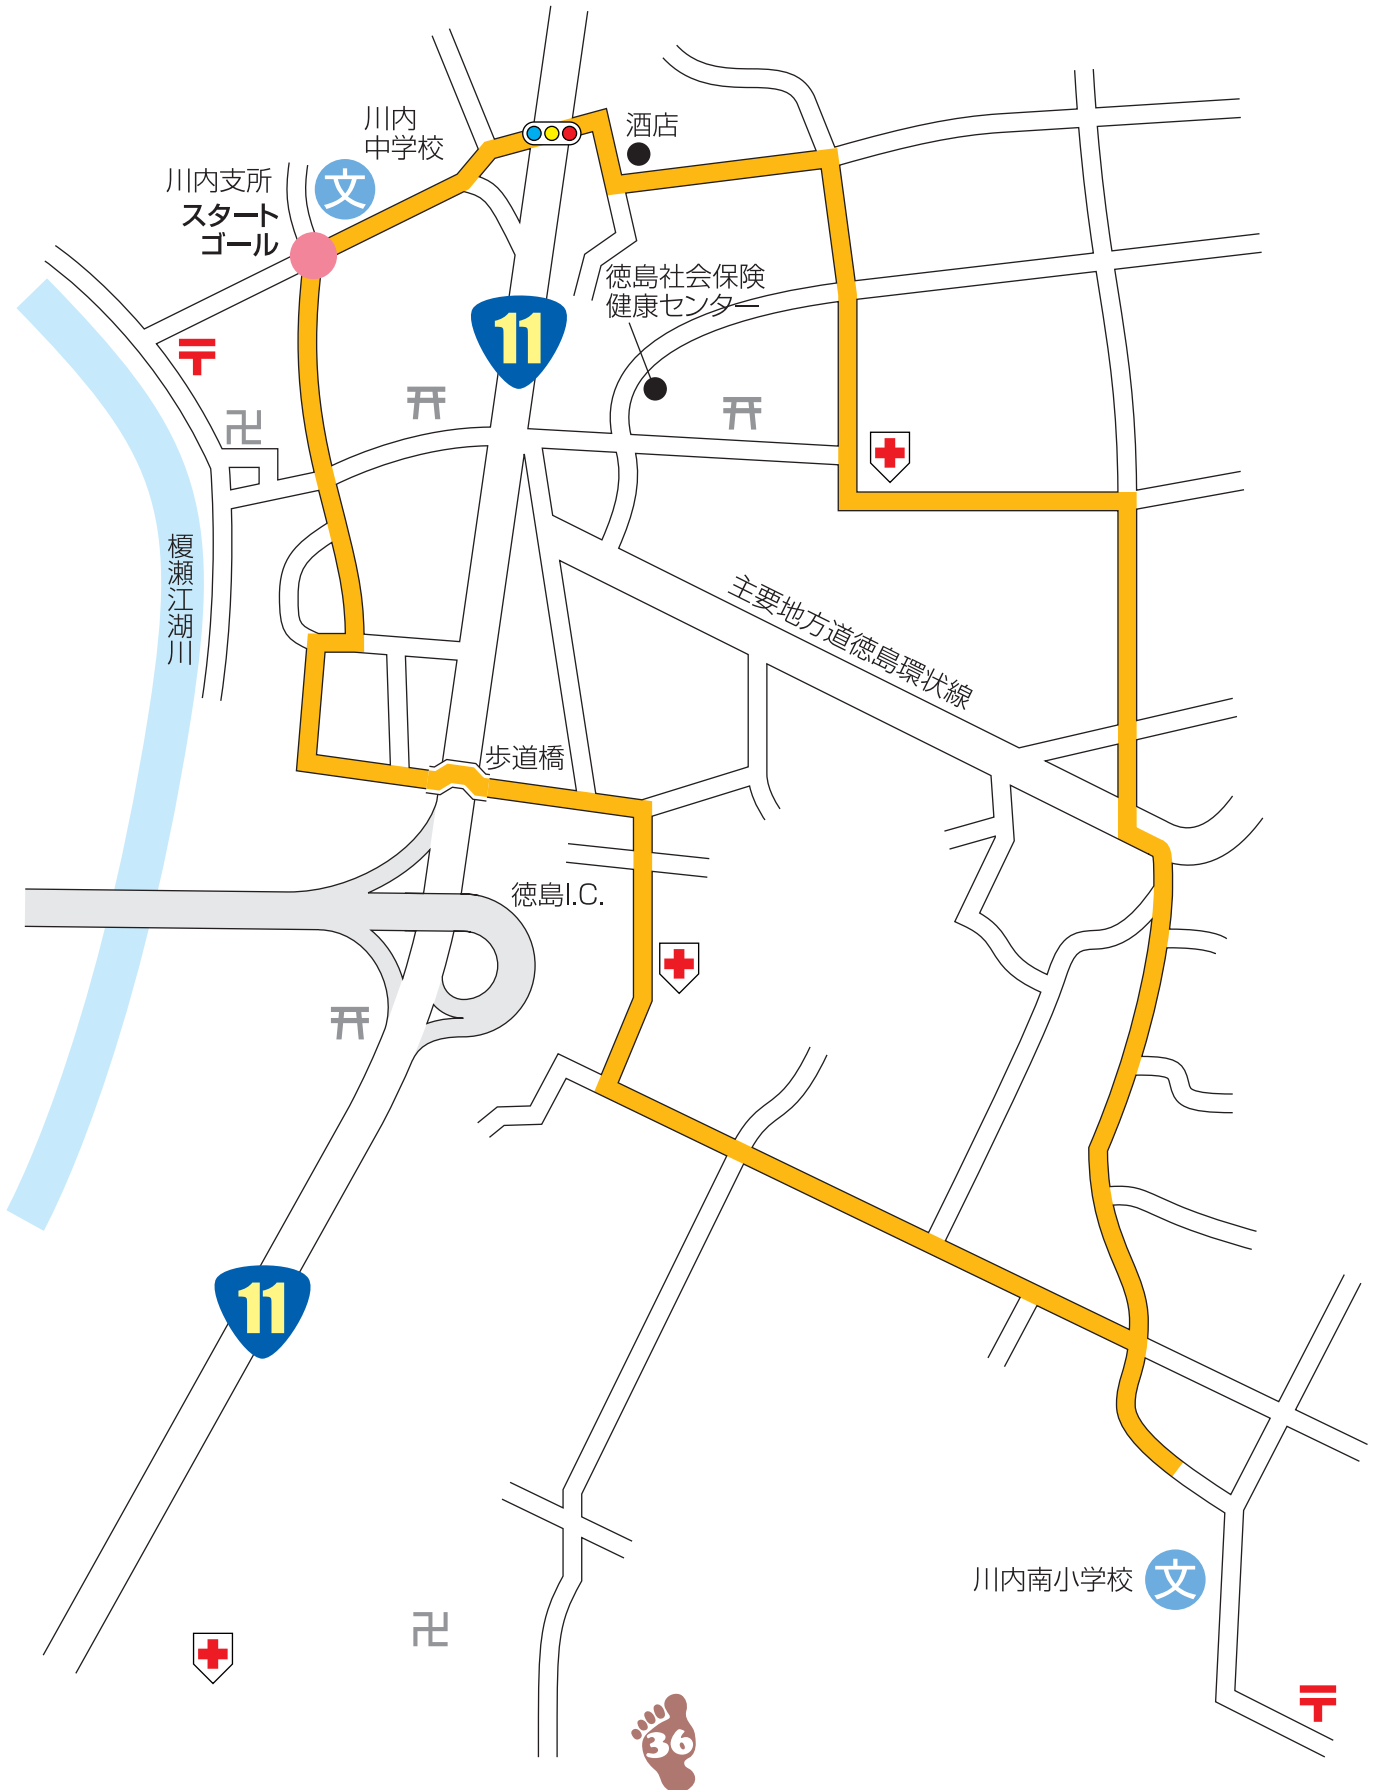 川内
中学校
酒店
川内支所
スタート
ゴール
文
徳島社会保険
健康センター
11
榎瀬江湖川
主要地方道徳島環状線
歩道橋
徳島I.C.
11
川内南小学校
文
36